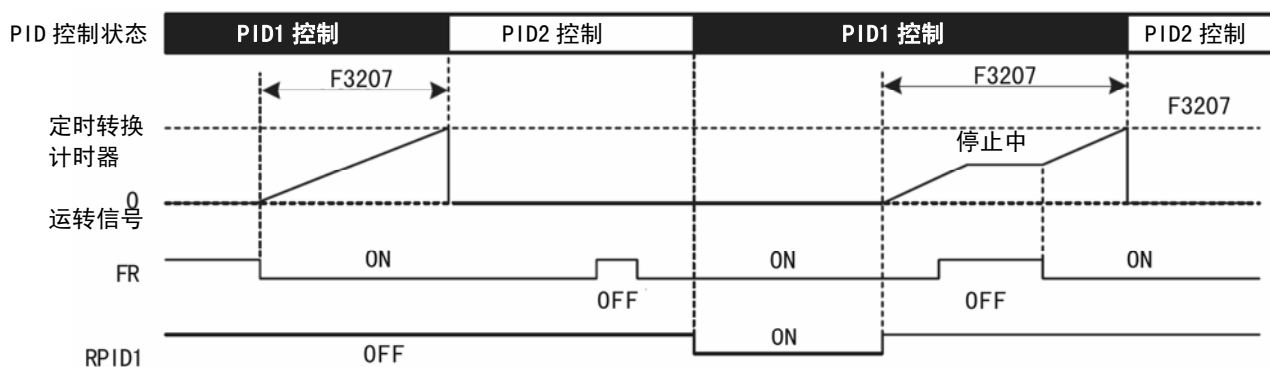 PID 控制状态 PID1 控制 PID2 控制 PID1 控制 PID2 控制
F3207 F3207
F3207
定时转换
计时器
停止中
0
运转信号
FR ON ON ON
OFF OFF
RPID1 OFF ON